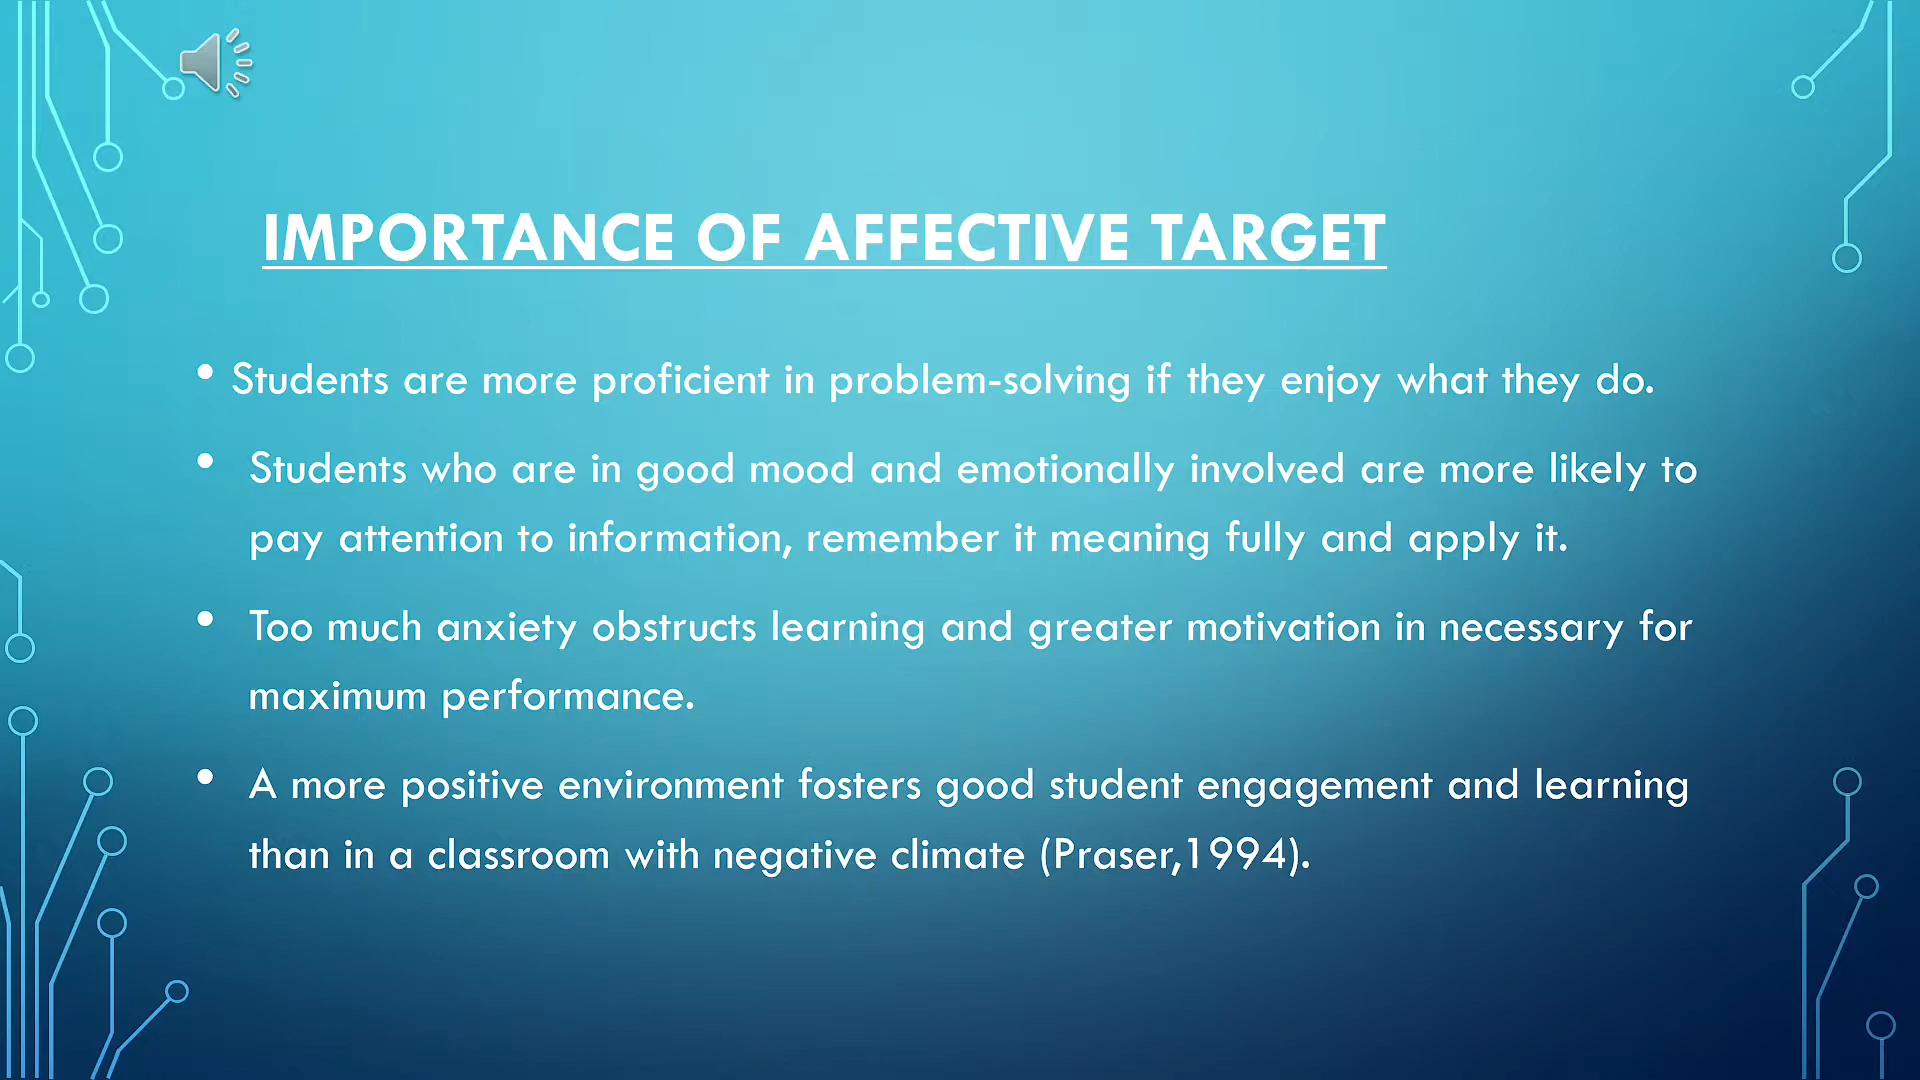 IMPORTANCE OF AFFECTIVE TARGET
• Students are more proficient in problem-solving if they enjoy what they do.
• Students who are in good mood and emotionally involved are more likely to
pay attention to information, remember it meaning fully and apply it.
• Too much anxiety obstructs learning and greater motivation in necessary for
maximum performance.
• A more positive environment fosters good student engagement and learning
than in a classroom with negative climate (Praser,1994).